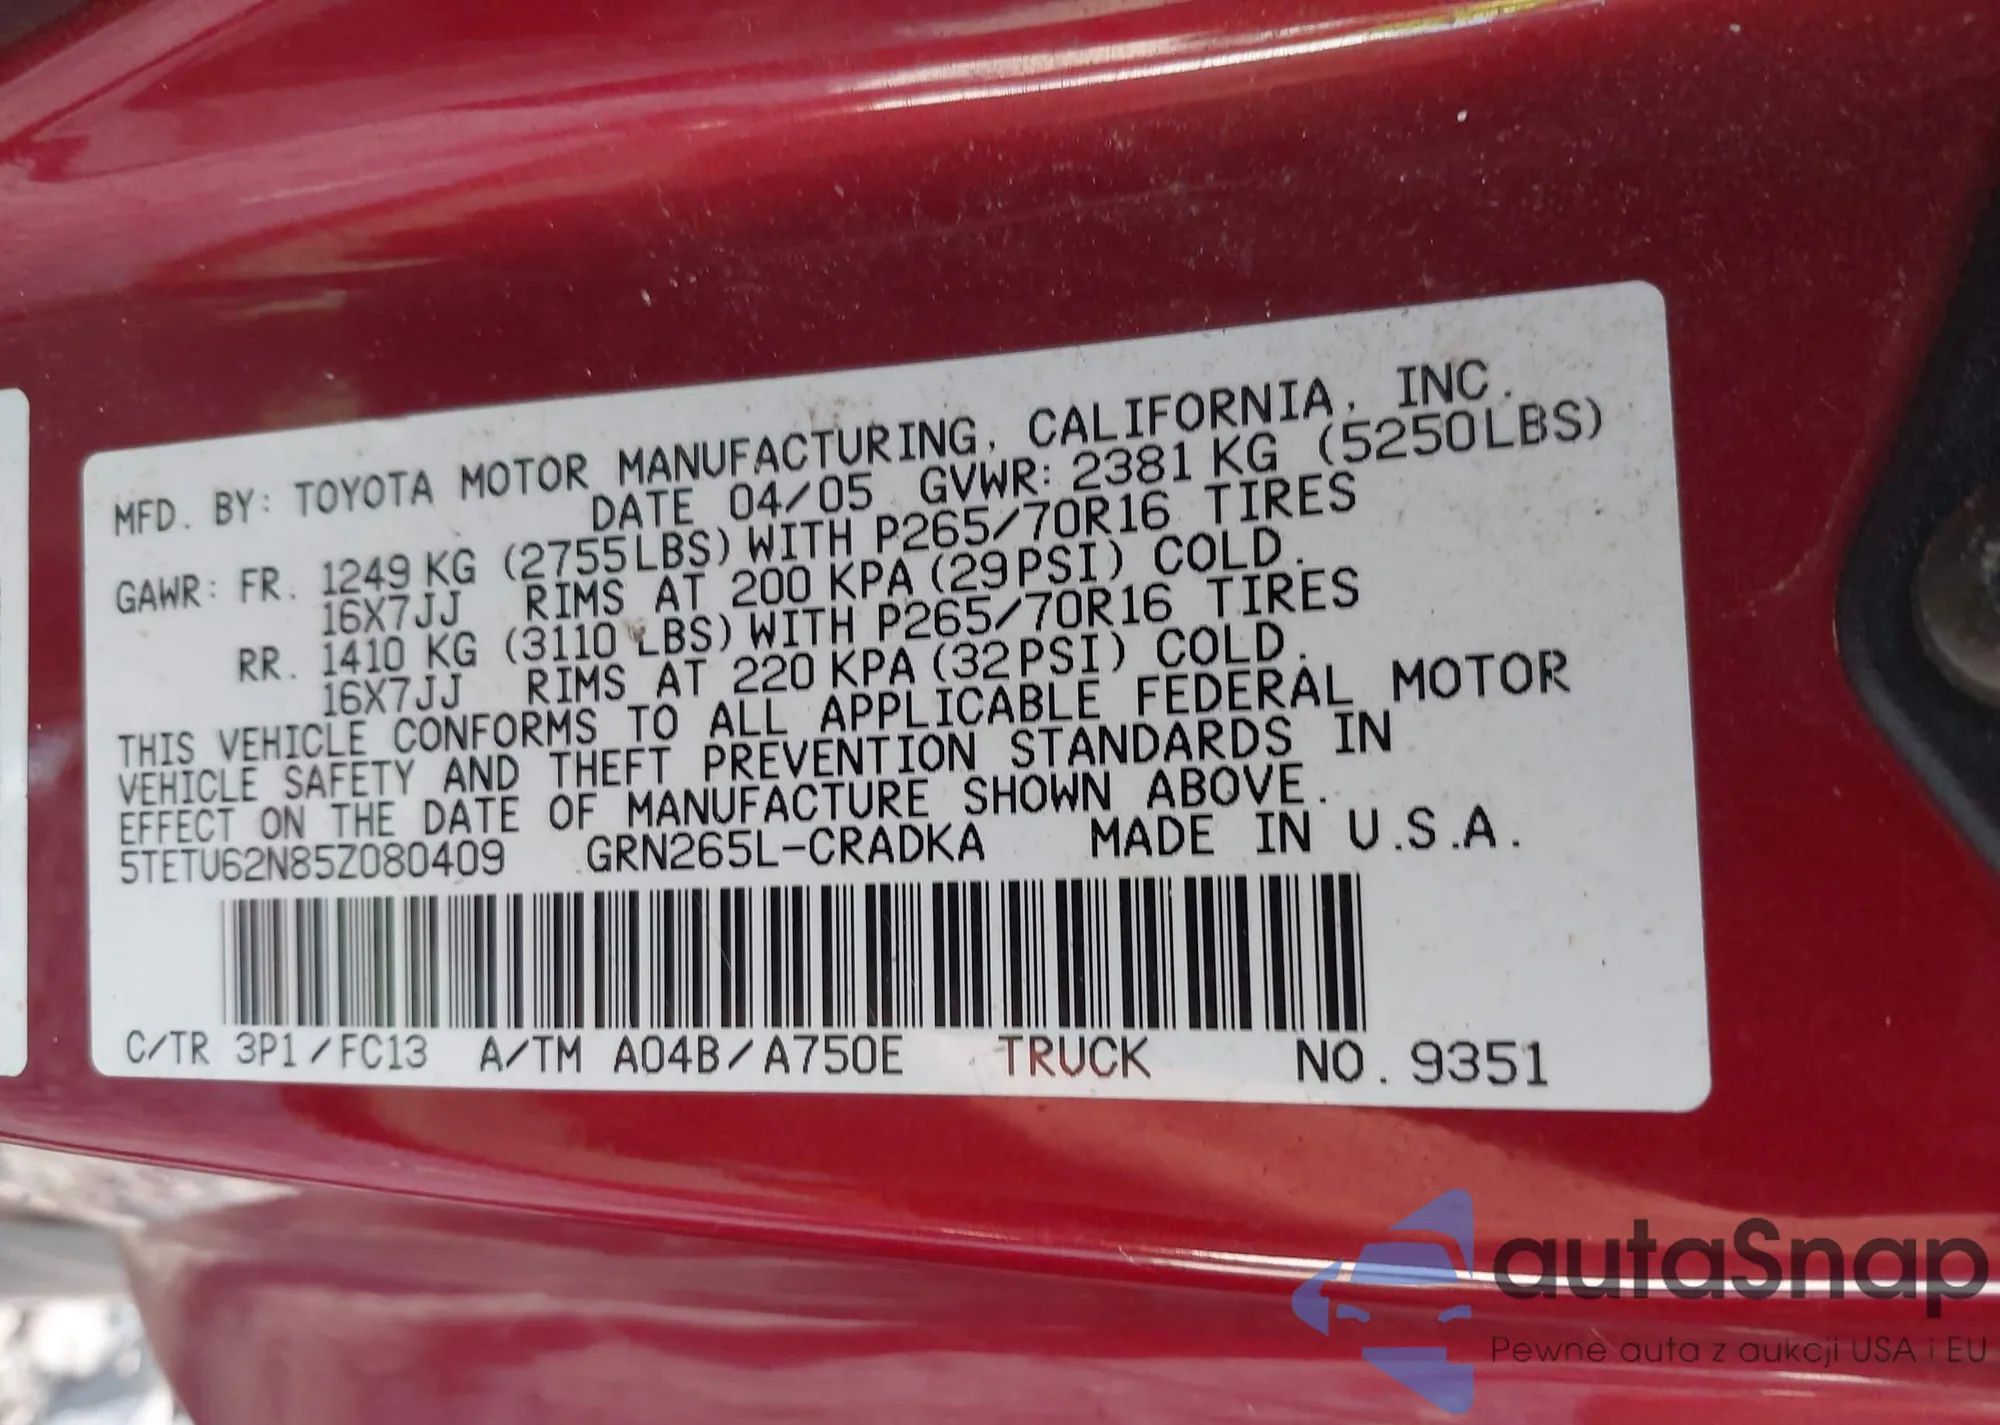 MFD. BY: TOYOTA MOTOR MANUFACTURING, CALIFORNIA, INC.
DATE 04/05 GVWR: 2381 KG (5250LBS)
GAWR: FR. 1249 KG (2755LBS) WITH P265/70R16 TIRES
16X7JJ RIMS AT 200 KPA (29PSI) COLD.
RR. 1410 KG (3110 LBS) WITH P265/70R16 TIRES
16X7JJ RIMS AT 220 KPA (32PSI) COLD.
THIS VEHICLE CONFORMS TO ALL APPLICABLE FEDERAL MOTOR
VEHICLE SAFETY AND THEFT PREVENTION STANDARDS IN
EFFECT ON THE DATE OF MANUFACTURE SHOWN ABOVE.
5TETU62N85Z080409 GRN265L-CRADKA MADE IN U.S.A.
C/TR 3P1/FC13 A/TM A04B/A750E TRUCK NO. 9351
autaSnap
Pewne auta z aukcji USA i EU